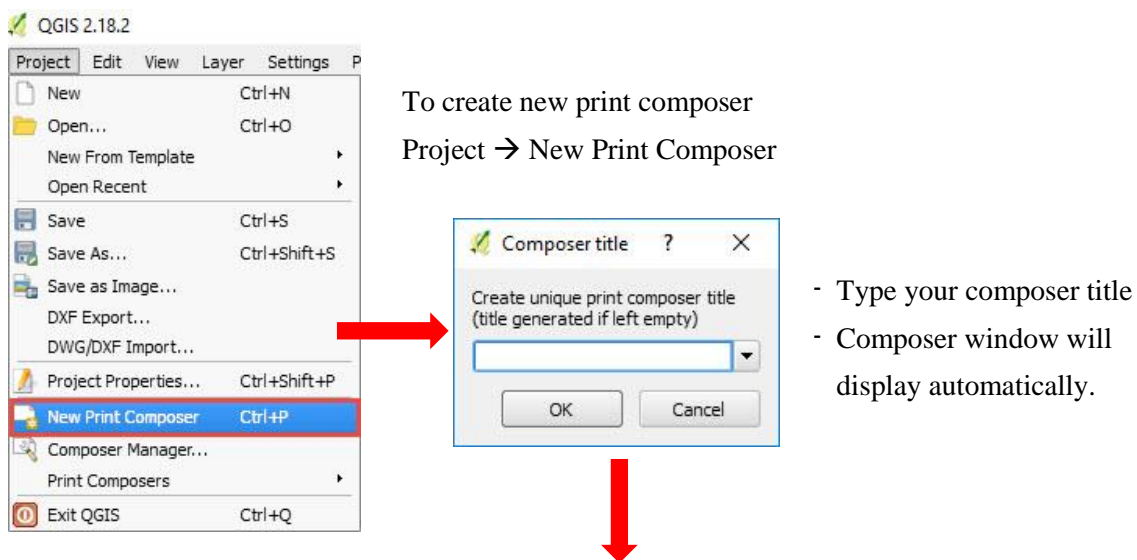 QGIS 2.18.2
Project Edit View Layer Settings P
New Ctrl+N
Open... Ctrl+O
New From Template
Open Recent
Save Ctrl+S
Save As... Ctrl+Shift+S
Save as Image...
DXF Export...
DWG/DXF Import...
Project Properties... Ctrl+Shift+P
New Print Composer Ctrl+P
Composer Manager...
Print Composers
Exit QGIS Ctrl+Q
To create new print composer
Project → New Print Composer
Composer title ?
Create unique print composer title
(title generated if left empty)
OK Cancel
- Type your composer title
- Composer window will
display automatically.